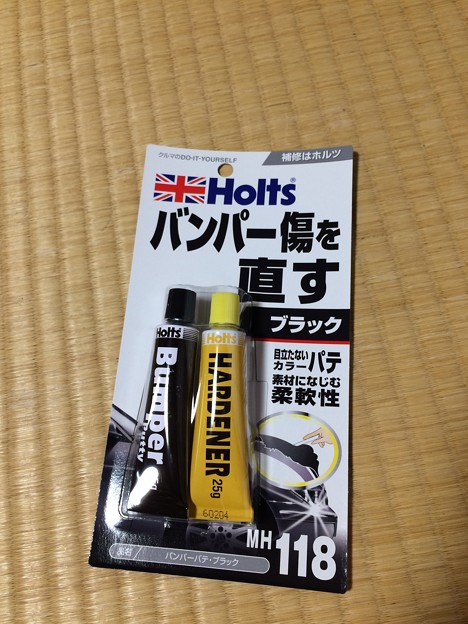 クルマのDO-IT-YOURSELF
補修はホルツ
Holts
バンパー傷を
直す
ブラック
目立たない
カラーパテ
素材になじむ
柔軟性
Holts
Bumper
Putty
Holts
HARDENER
25g
60204
MH118
品名
バンパーパテ・ブラック